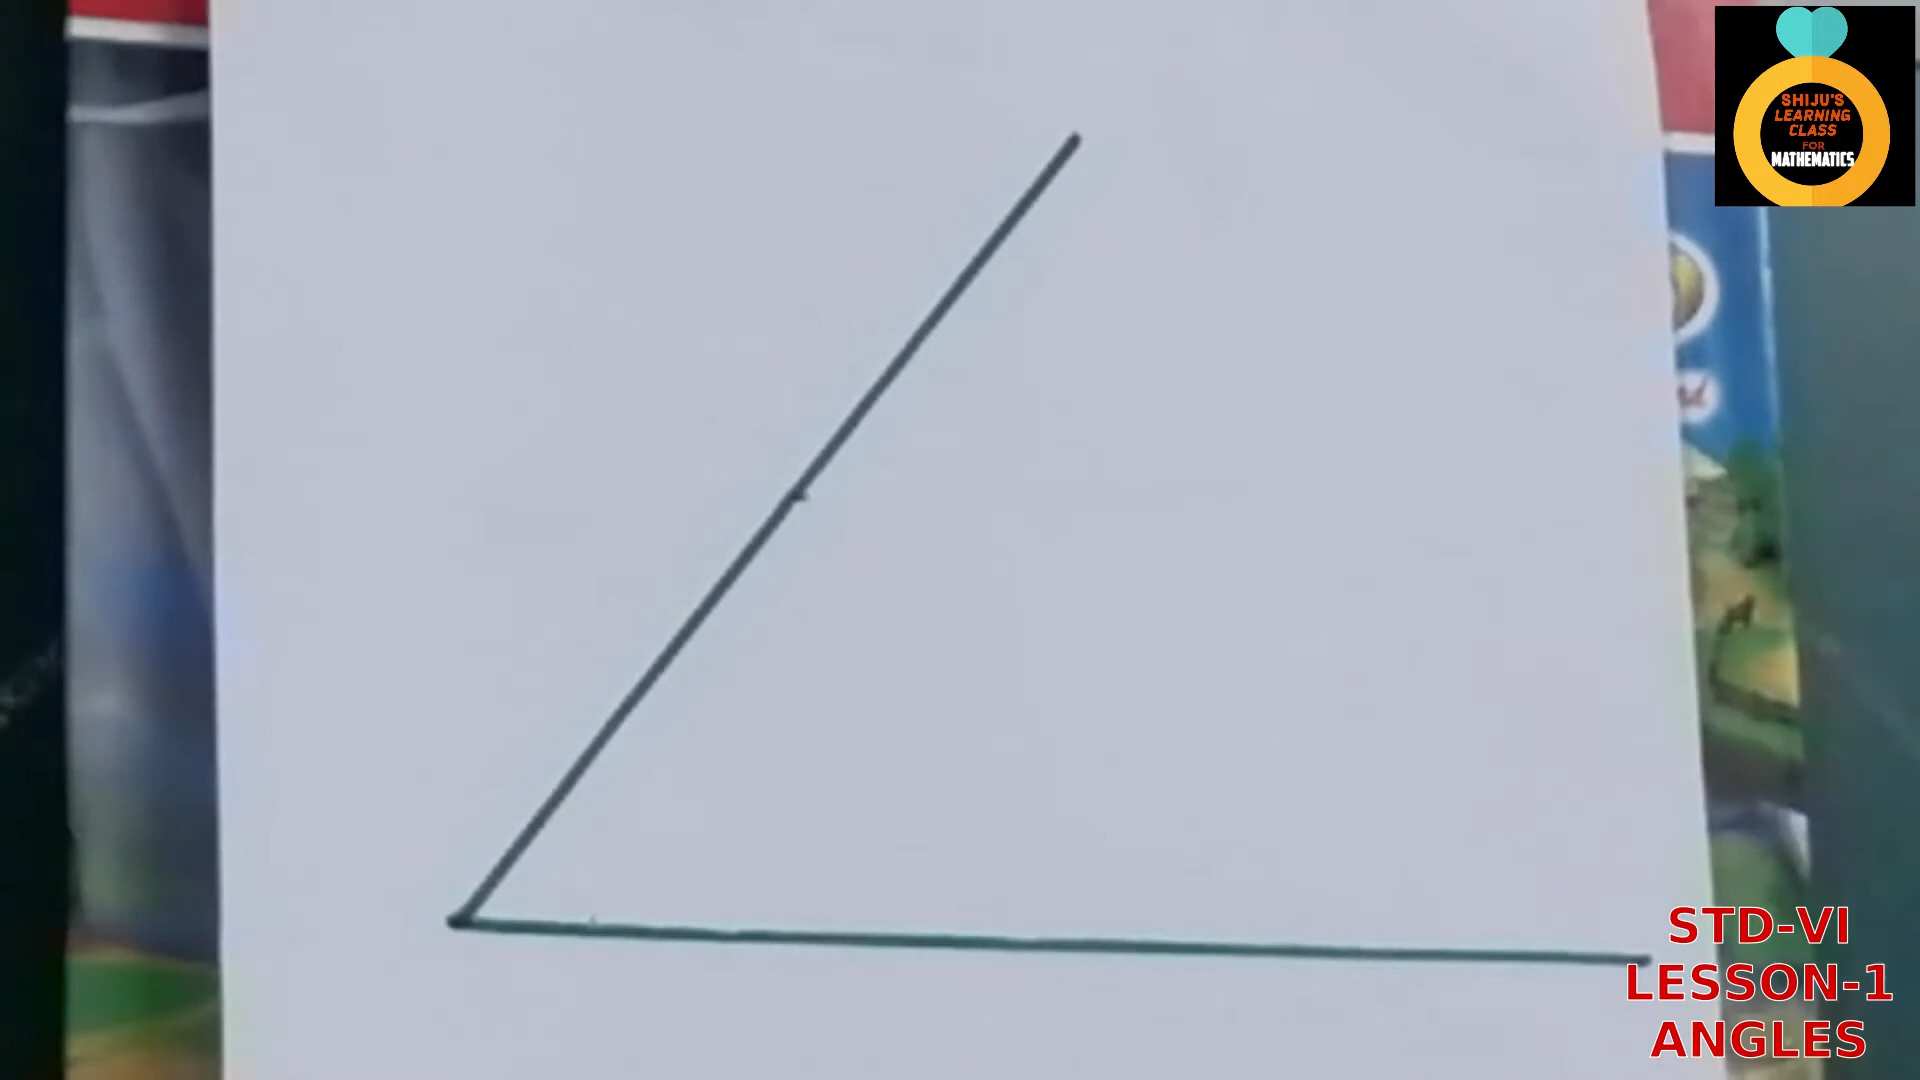 SHIJU'S
LEARNING
CLASS
FOR
MATHEMATICS
STD-VI
LESSON-1
ANGLES